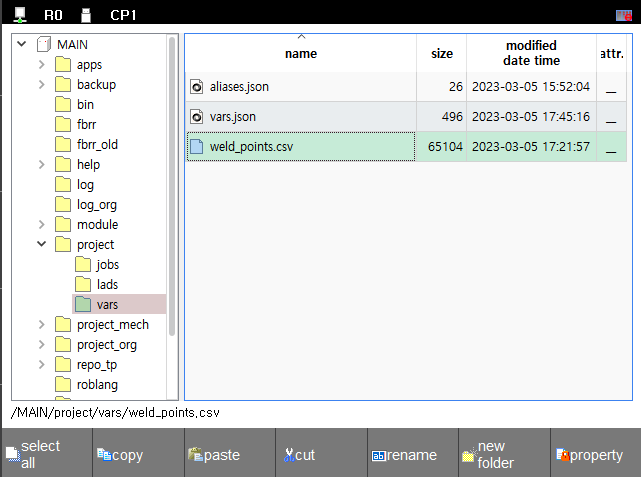 R0 CP1
MAIN
apps
backup
bin
fbrr
fbrr_old
help
log
log_org
module
project
jobs
lads
vars
project_mech
project_org
repo_tp
roblang
name size modified date time attr.
aliases.json 26 2023-03-05 15:52:04 __
vars.json 496 2023-03-05 17:45:16 __
weld_points.csv 65104 2023-03-05 17:21:57 __
/MAIN/project/vars/weld_points.csv
select all
copy
paste
cut
rename
new folder
property